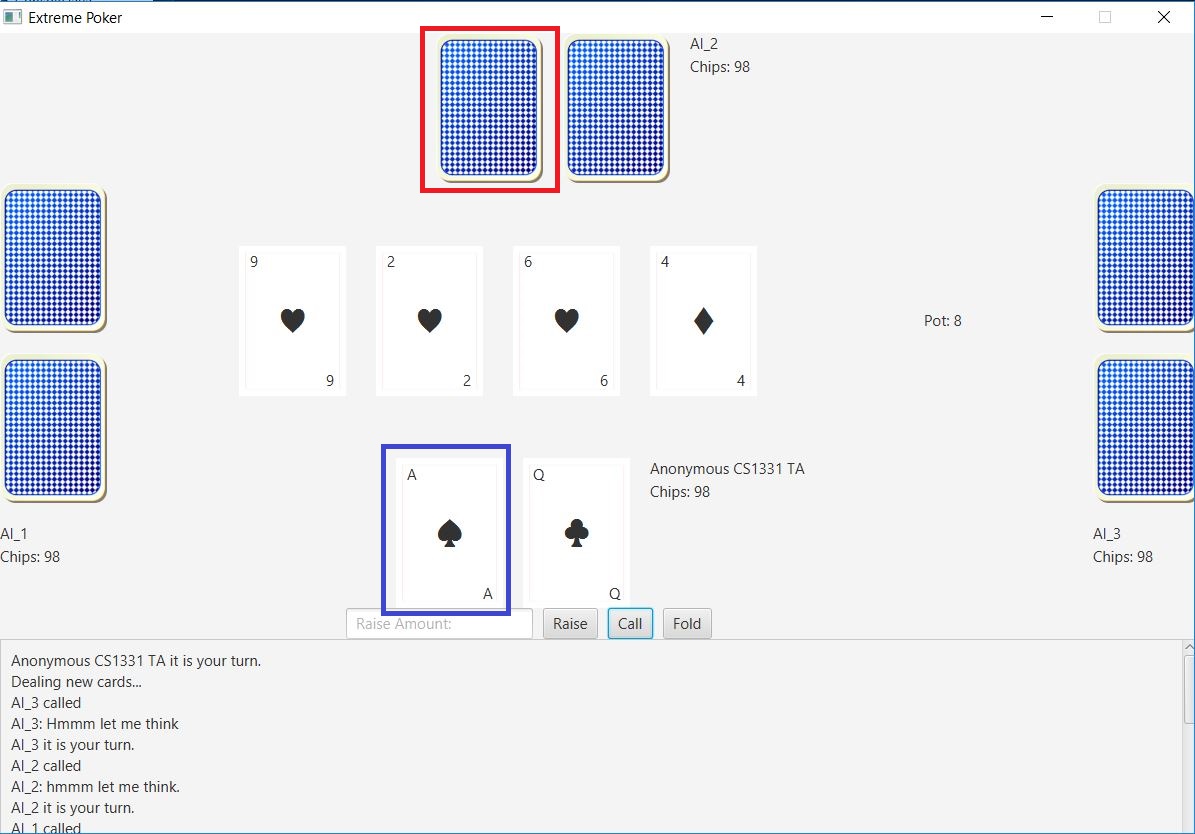 Extreme Poker
AI_2
Chips: 98
9
2
6
4
9
2
6
4
Pot: 8
A
Q
A
Q
Anonymous CS1331 TA
Chips: 98
AI_1
Chips: 98
AI_3
Chips: 98
Raise Amount:
Raise
Call
Fold
Anonymous CS1331 TA it is your turn.
Dealing new cards...
AI_3 called
AI_3: Hmmm let me think
AI_3 it is your turn.
AI_2 called
AI_2: hmmm let me think.
AI_2 it is your turn.
AI_1 called